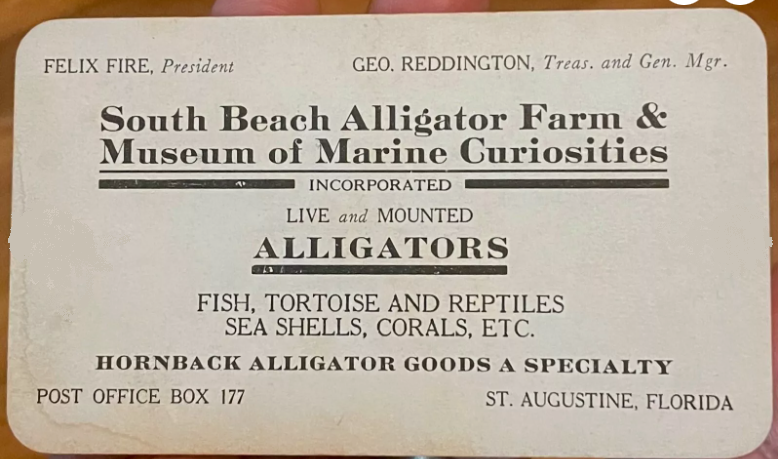 FELIX FIRE, President GEO. REDDINGTON, Treas. and Gen. Mgr.
South Beach Alligator Farm &
Museum of Marine Curiosities
INCORPORATED
LIVE and MOUNTED
ALLIGATORS
FISH, TORTOISE AND REPTILES
SEA SHELLS, CORALS, ETC.
HORNBACK ALLIGATOR GOODS A SPECIALTY
POST OFFICE BOX 177 ST. AUGUSTINE, FLORIDA